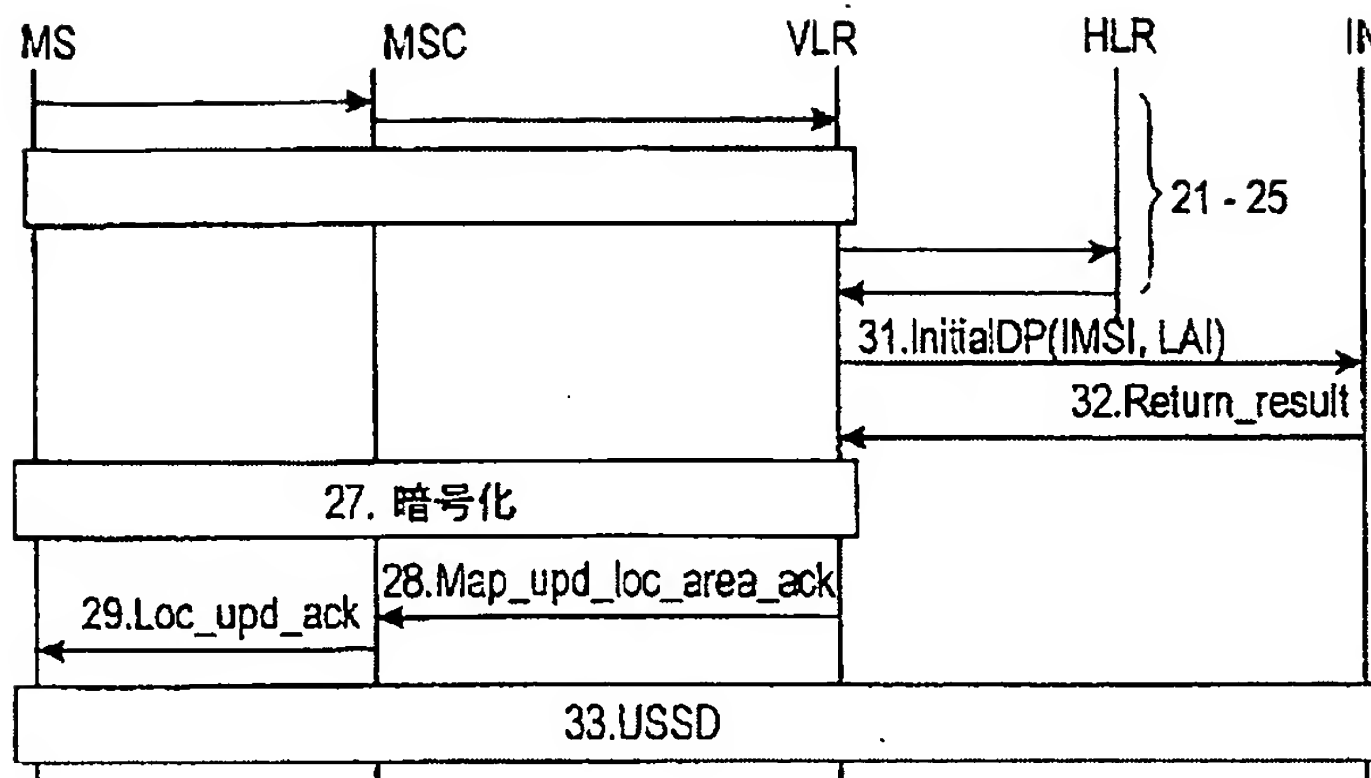 MS MSC VLR HLR IN
21 - 25
31.InitialDP(IMSI, LAI)
32.Return_result
27. 暗号化
28.Map_upd_loc_area_ack
29.Loc_upd_ack
33.USSD